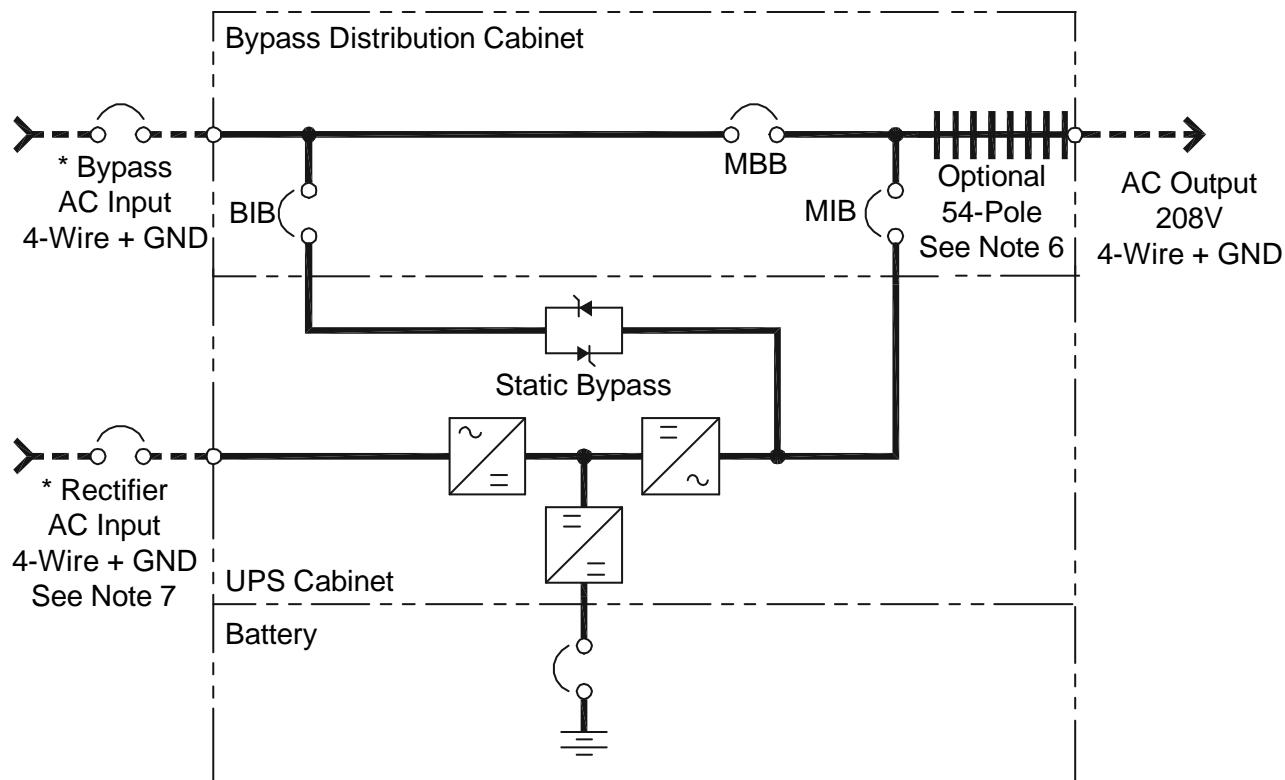 Bypass Distribution Cabinet
* Bypass
AC Input
4-Wire + GND
BIB
MBB
MIB
Optional
54-Pole
See Note 6
AC Output
208V
4-Wire + GND
Static Bypass
* Rectifier
AC Input
4-Wire + GND
See Note 7
UPS Cabinet
Battery